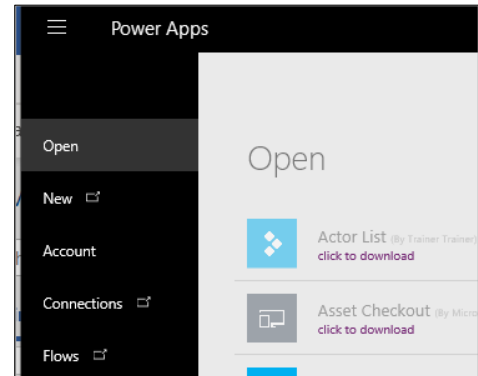 Power Apps
Open
New
Account
Connections
Flows
Open
Actor List (By Trainer Trainer)
click to download
Asset Checkout (By Micro
click to download